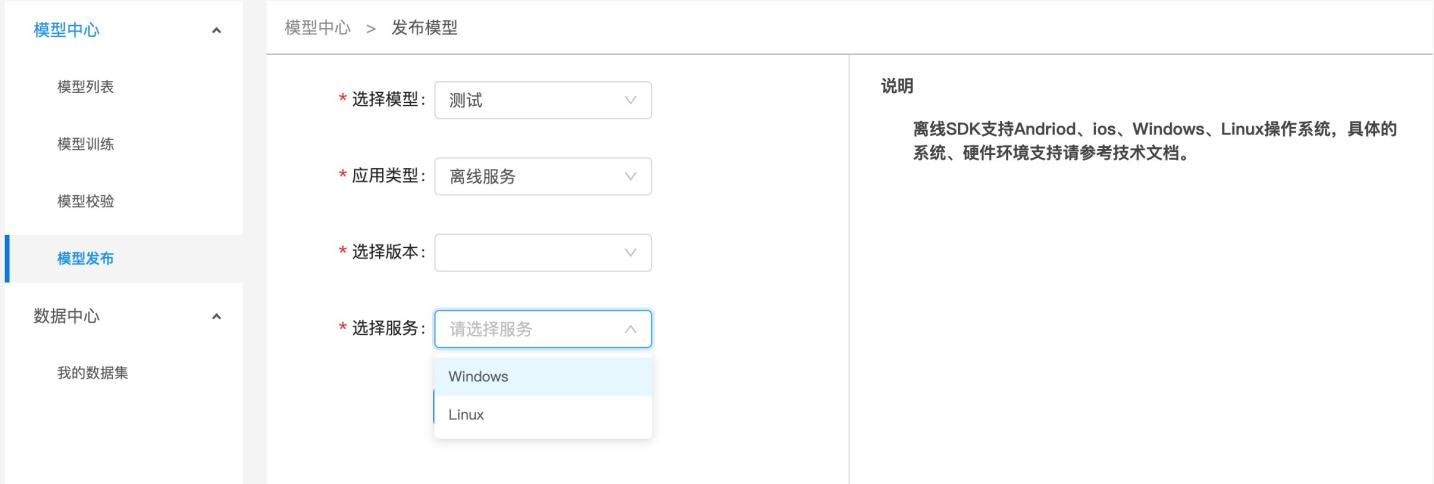 模型中心
模型列表
模型训练
模型校验
模型发布
数据中心
我的数据集
模型中心 > 发布模型
* 选择模型: 测试
* 应用类型: 离线服务
* 选择版本:
* 选择服务: 请选择服务
Windows
Linux
说明
离线SDK支持Andriod、ios、Windows、Linux操作系统，具体的
系统、硬件环境支持请参考技术文档。